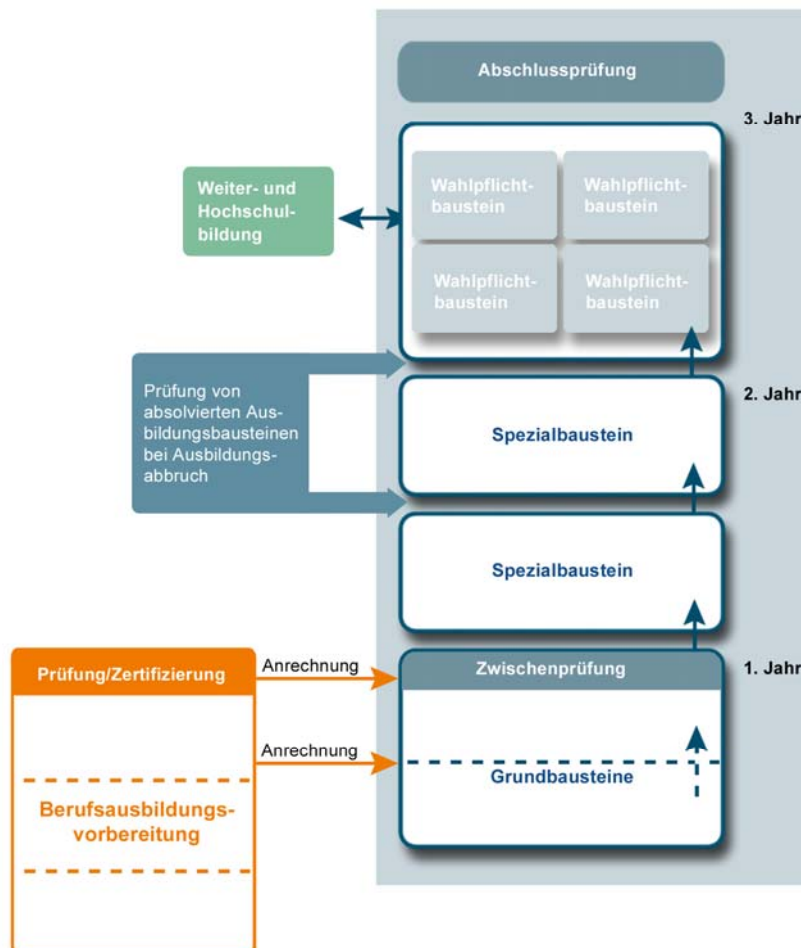 Abschlussprüfung
3. Jahr
Weiter- und
Hochschul-
bildung
Wahlpflicht-
baustein
Wahlpflicht-
baustein
Wahlpflicht-
baustein
Wahlpflicht-
baustein
Prüfung von
absolvierten Aus-
bildungsbausteinen
bei Ausbildungs-
abbruch
2. Jahr
Spezialbaustein
Spezialbaustein
Prüfung/Zertifizierung
Anrechnung
Zwischenprüfung
1. Jahr
Anrechnung
Grundbausteine
Berufsausbildungs-
vorbereitung